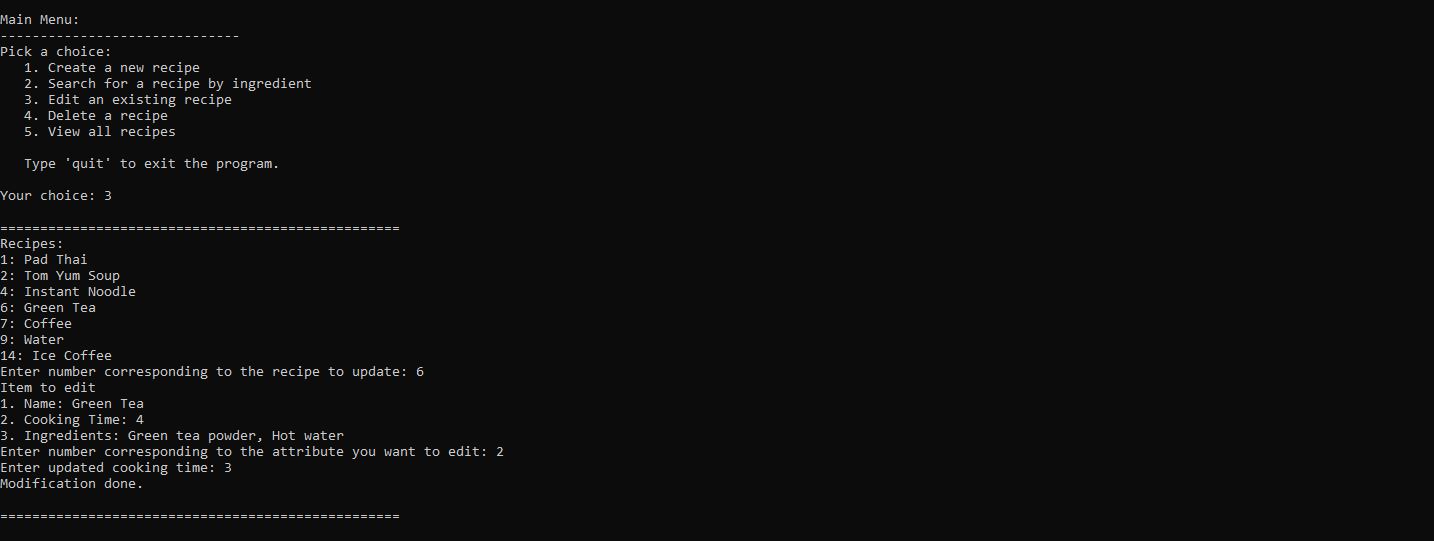 Main Menu:
------------------------------
Pick a choice:
   1. Create a new recipe
   2. Search for a recipe by ingredient
   3. Edit an existing recipe
   4. Delete a recipe
   5. View all recipes
   Type 'quit' to exit the program.
Your choice: 3
==================================================
Recipes:
1: Pad Thai
2: Tom Yum Soup
4: Instant Noodle
6: Green Tea
7: Coffee
9: Water
14: Ice Coffee
Enter number corresponding to the recipe to update: 6
Item to edit
1. Name: Green Tea
2. Cooking Time: 4
3. Ingredients: Green tea powder, Hot water
Enter number corresponding to the attribute you want to edit: 2
Enter updated cooking time: 3
Modification done.
==================================================